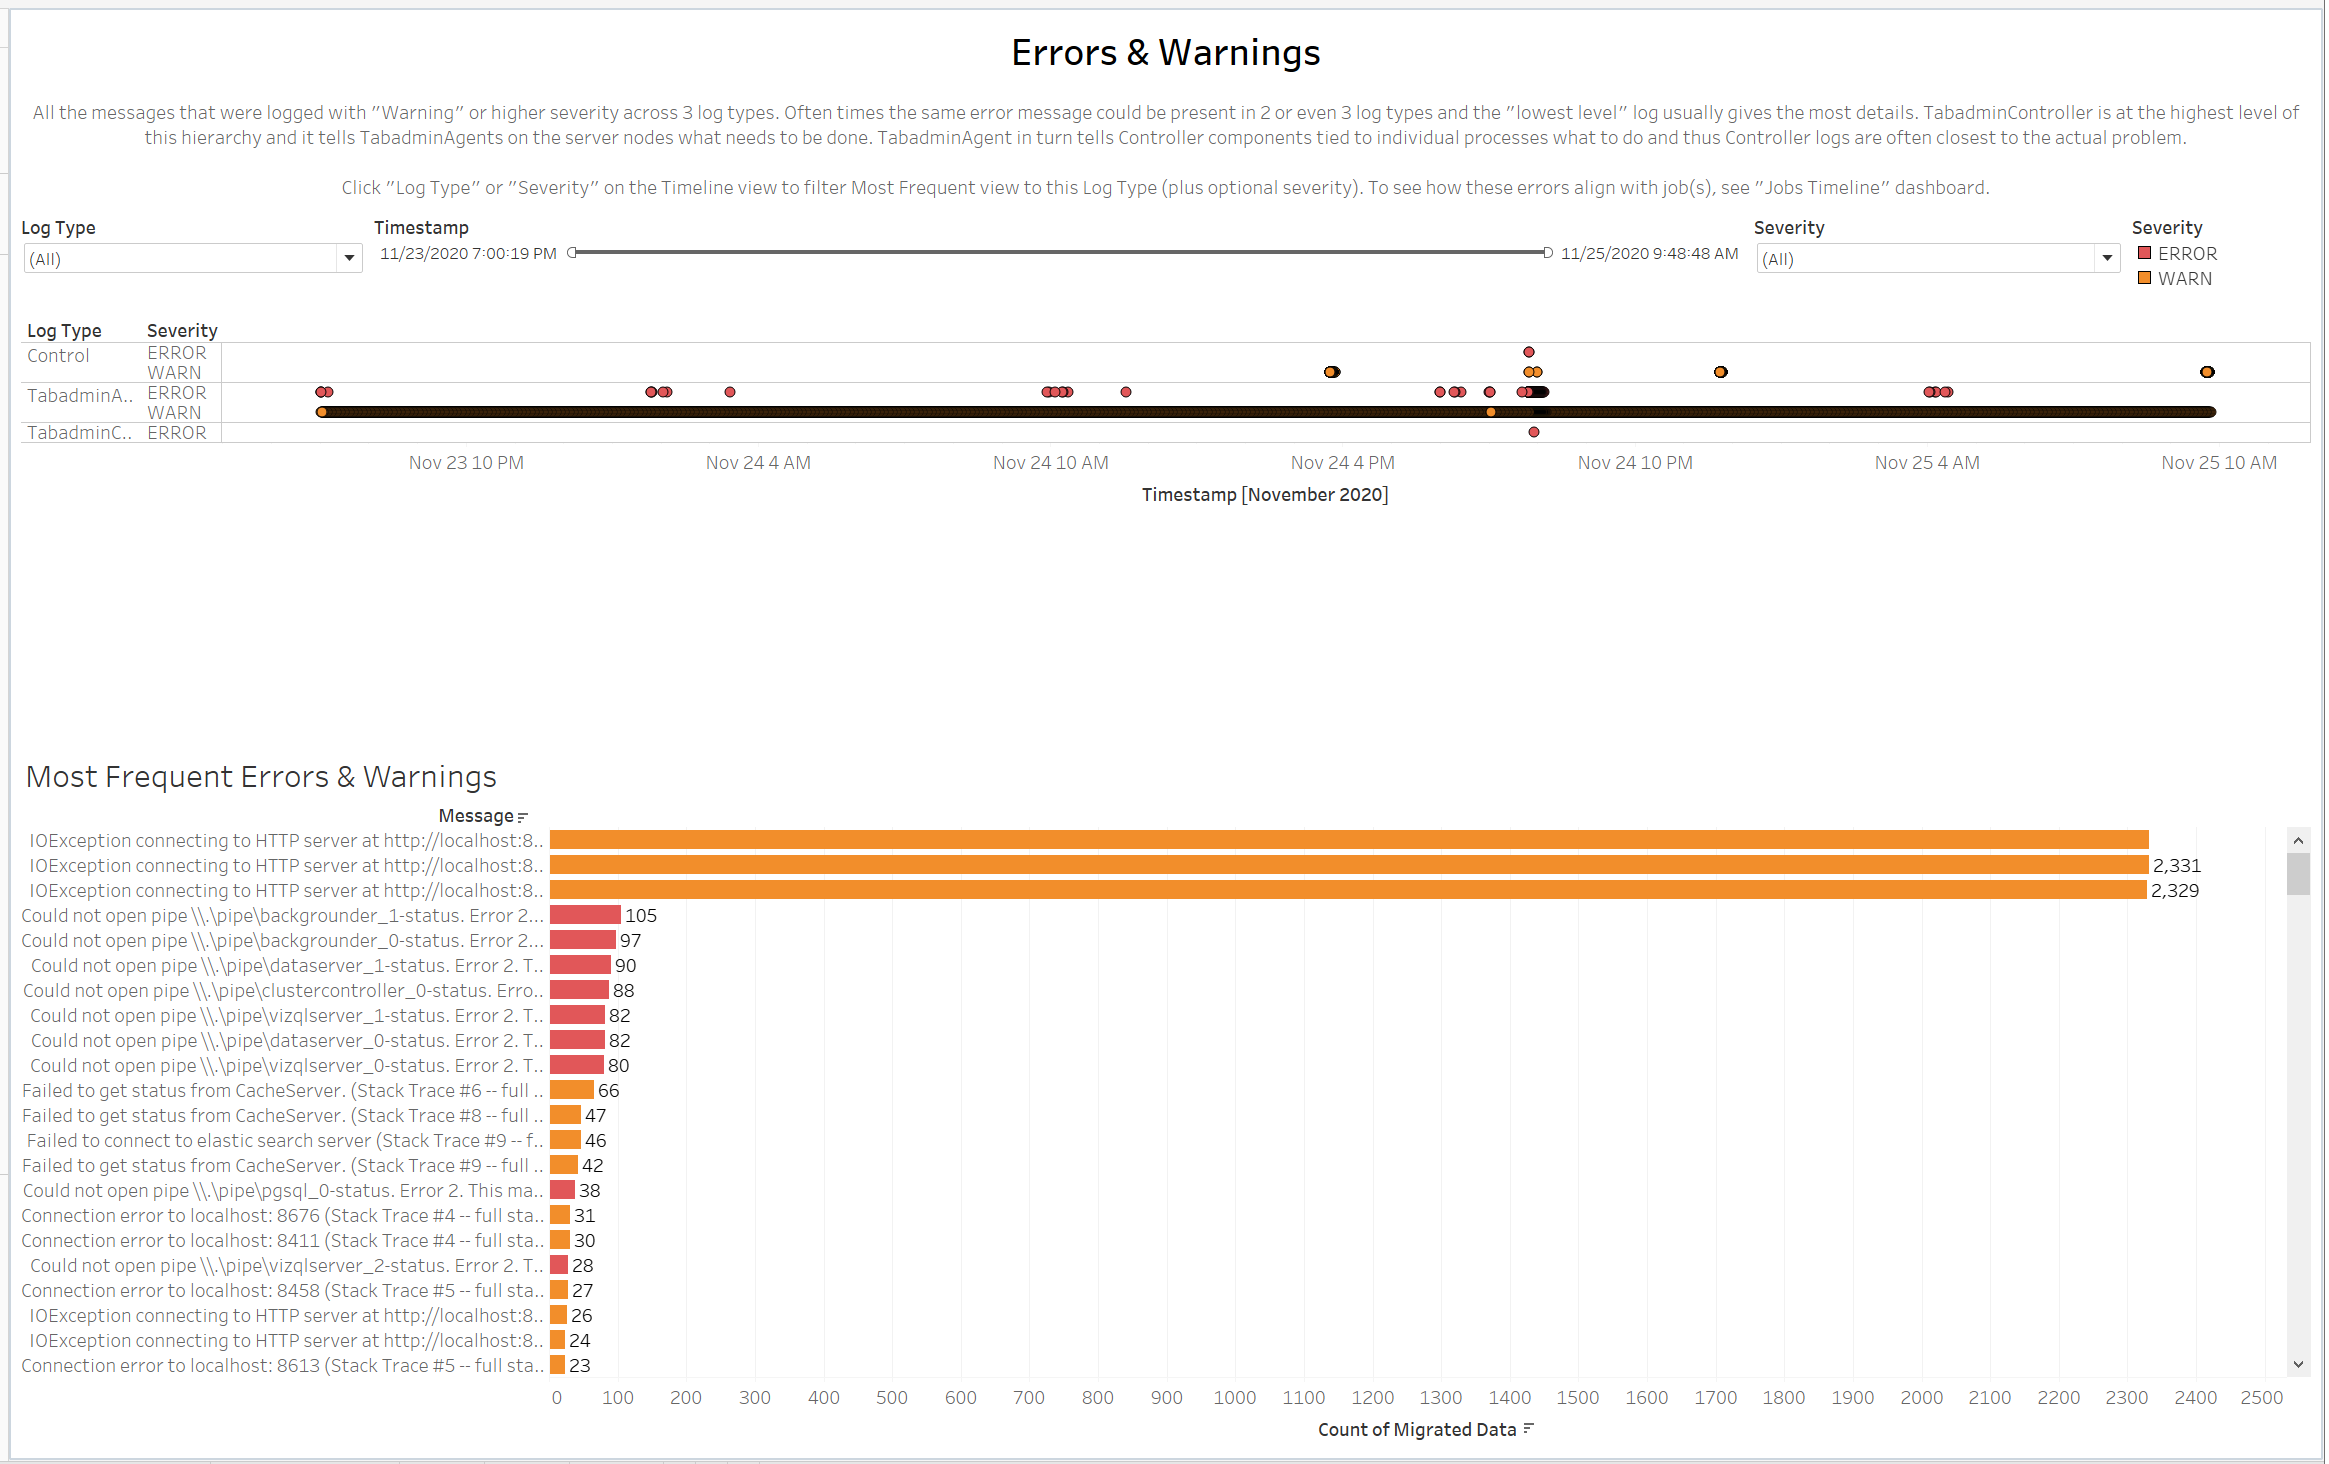 Errors & Warnings
All the messages that were logged with "Warning" or higher severity across 3 log types. Often times the same error message could be present in 2 or even 3 log types and the "lowest level" log usually gives the most details. TabadminController is at the highest level of
this hierarchy and it tells TabadminAgents on the server nodes what needs to be done. TabadminAgent in turn tells Controller components tied to individual processes what to do and thus Controller logs are often closest to the actual problem.
Click "Log Type" or "Severity" on the Timeline view to filter Most Frequent view to this Log Type (plus optional severity). To see how these errors align with job(s), see "Jobs Timeline" dashboard.
Log Type Timestamp Severity Severity
(All) 11/23/2020 7:00:19 PM 11/25/2020 9:48:48 AM (All) ERROR
WARN
Log Type Severity
Control ERROR
WARN
TabadminA.. ERROR
WARN
TabadminC.. ERROR
Nov 23 10 PM Nov 24 4 AM Nov 24 10 AM Nov 24 4 PM Nov 24 10 PM Nov 25 4 AM Nov 25 10 AM
Timestamp [November 2020]
Most Frequent Errors & Warnings
Message
IOException connecting to HTTP server at http://localhost:8..
IOException connecting to HTTP server at http://localhost:8.. 2,331
IOException connecting to HTTP server at http://localhost:8.. 2,329
Could not open pipe \\.\pipe\backgrounder_1-status. Error 2... 105
Could not open pipe \\.\pipe\backgrounder_0-status. Error 2... 97
Could not open pipe \\.\pipe\dataserver_1-status. Error 2. T.. 90
Could not open pipe \\.\pipe\clustercontroller_0-status. Erro.. 88
Could not open pipe \\.\pipe\vizqlserver_1-status. Error 2. T.. 82
Could not open pipe \\.\pipe\dataserver_0-status. Error 2. T.. 82
Could not open pipe \\.\pipe\vizqlserver_0-status. Error 2. T.. 80
Failed to get status from CacheServer. (Stack Trace #6 -- full .. 66
Failed to get status from CacheServer. (Stack Trace #8 -- full .. 47
Failed to connect to elastic search server (Stack Trace #9 -- f.. 46
Failed to get status from CacheServer. (Stack Trace #9 -- full .. 42
Could not open pipe \\.\pipe\pgsql_0-status. Error 2. This ma.. 38
Connection error to localhost: 8676 (Stack Trace #4 -- full sta.. 31
Connection error to localhost: 8411 (Stack Trace #4 -- full sta.. 30
Could not open pipe \\.\pipe\vizqlserver_2-status. Error 2. T.. 28
Connection error to localhost: 8458 (Stack Trace #5 -- full sta.. 27
IOException connecting to HTTP server at http://localhost:8.. 26
IOException connecting to HTTP server at http://localhost:8.. 24
Connection error to localhost: 8613 (Stack Trace #5 -- full sta.. 23
0 100 200 300 400 500 600 700 800 900 1000 1100 1200 1300 1400 1500 1600 1700 1800 1900 2000 2100 2200 2300 2400 2500
Count of Migrated Data